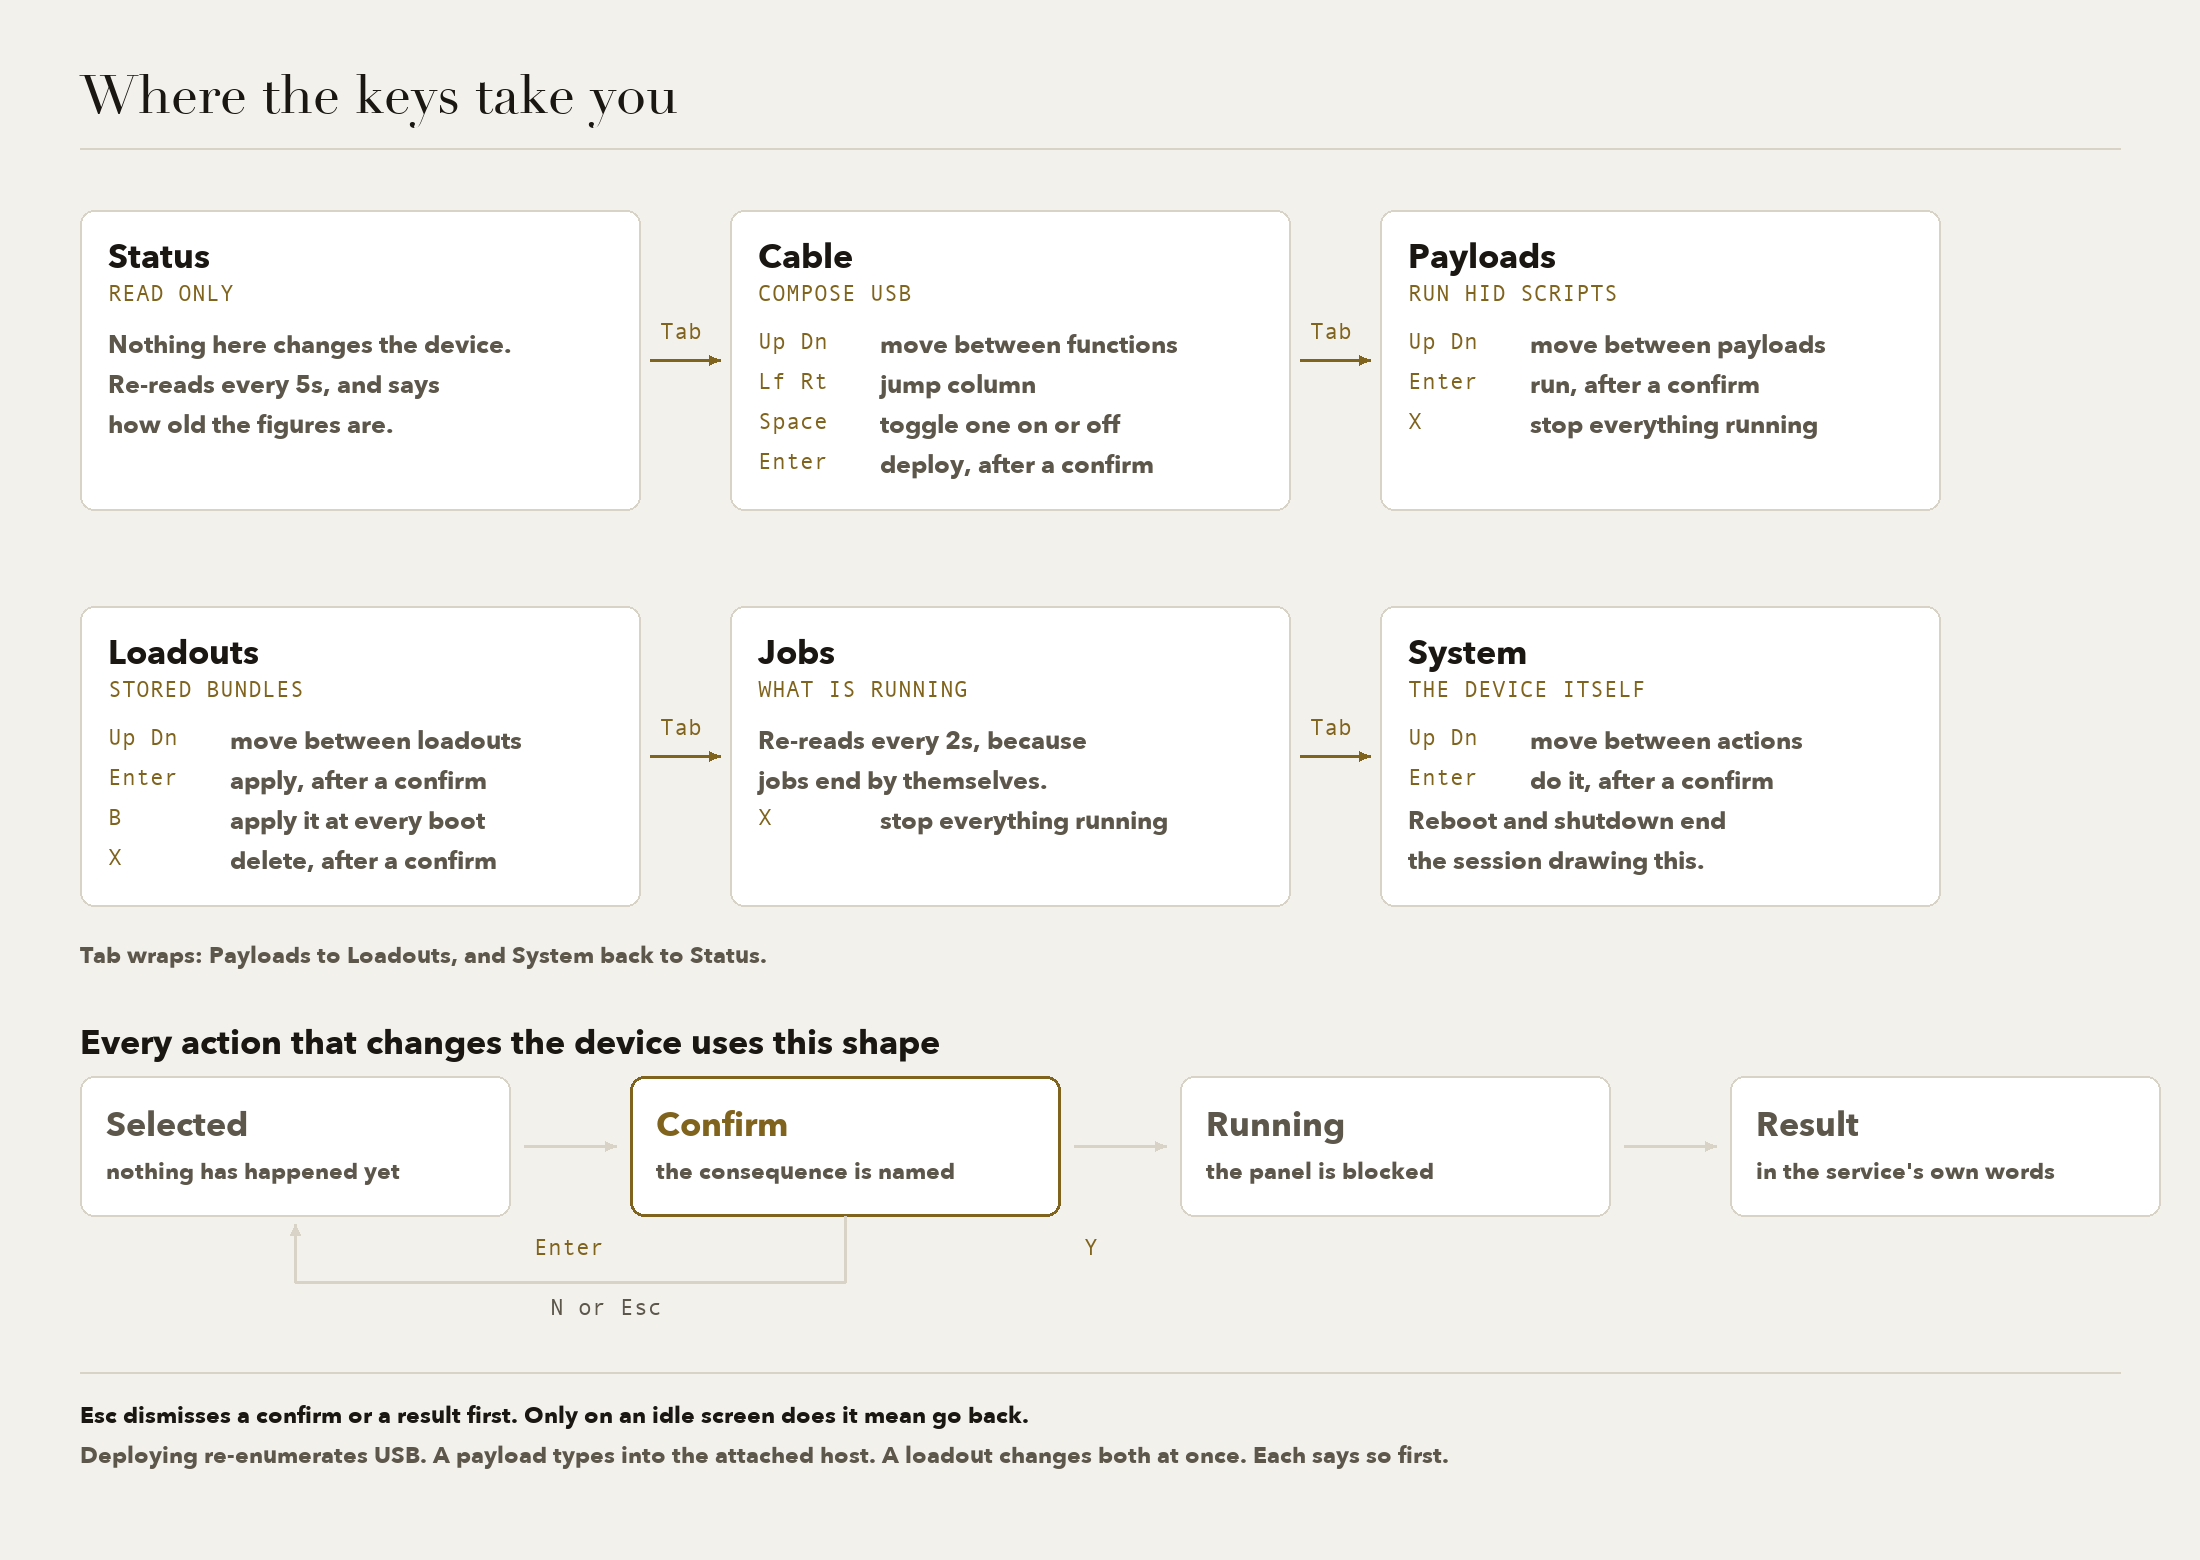 Where the keys take you
Status
READ ONLY
Nothing here changes the device.
Re-reads every 5s, and says
how old the figures are.
Tab
Cable
COMPOSE USB
Up Dn move between functions
Lf Rt jump column
Space toggle one on or off
Enter deploy, after a confirm
Tab
Payloads
RUN HID SCRIPTS
Up Dn move between payloads
Enter run, after a confirm
X stop everything running
Loadouts
STORED BUNDLES
Up Dn move between loadouts
Enter apply, after a confirm
B apply it at every boot
X delete, after a confirm
Tab
Jobs
WHAT IS RUNNING
Re-reads every 2s, because
jobs end by themselves.
X stop everything running
Tab
System
THE DEVICE ITSELF
Up Dn move between actions
Enter do it, after a confirm
Reboot and shutdown end
the session drawing this.
Tab wraps: Payloads to Loadouts, and System back to Status.
Every action that changes the device uses this shape
Selected
nothing has happened yet
Confirm
the consequence is named
Running
the panel is blocked
Result
in the service's own words
Enter
Y
N or Esc
Esc dismisses a confirm or a result first. Only on an idle screen does it mean go back.
Deploying re-enumerates USB. A payload types into the attached host. A loadout changes both at once. Each says so first.